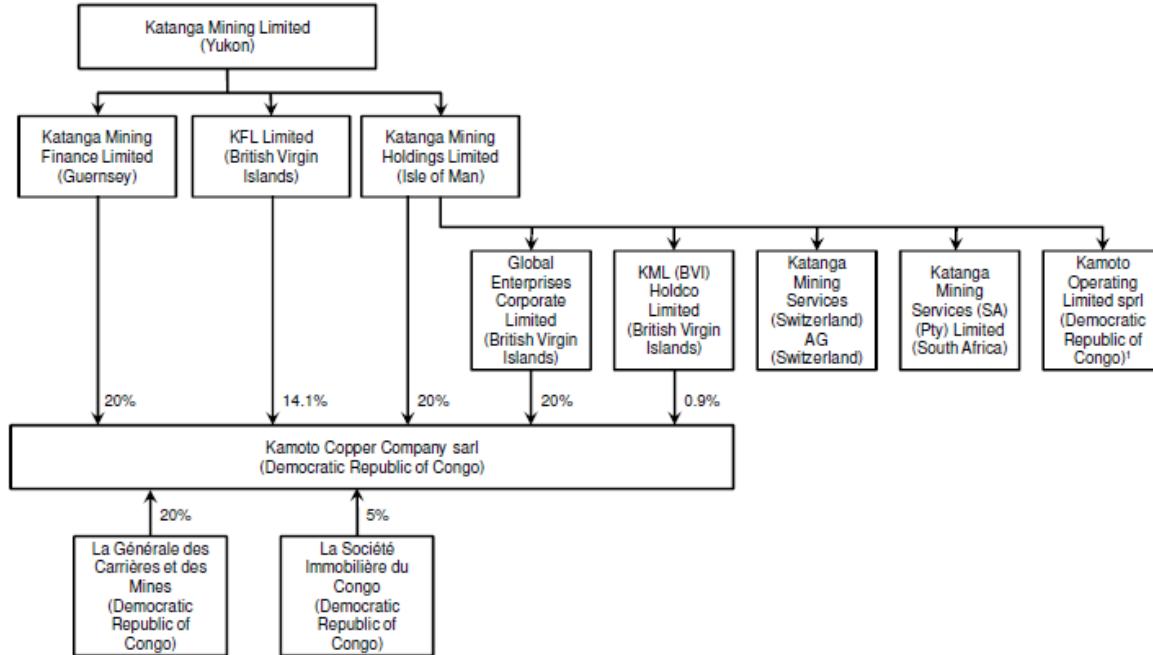 Katanga Mining Limited
(Yukon)
Katanga Mining
Finance Limited
(Guernsey)
KFL Limited
(British Virgin
Islands)
Katanga Mining
Holdings Limited
(Isle of Man)
Global
Enterprises
Corporate
Limited
(British Virgin
Islands)
KML (BVI)
Holdco
Limited
(British Virgin
Islands)
Katanga
Mining
Services
(Switzerland)
AG
(Switzerland)
Katanga
Mining
Services (SA)
(Pty) Limited
(South Africa)
Kamoto
Operating
Limited sprl
(Democratic
Republic of
Congo)¹
20%
14.1%
20%
20%
0.9%
Kamoto Copper Company sarl
(Democratic Republic of Congo)
20%
5%
La Générale des
Carrières et des
Mines
(Democratic
Republic of
Congo)
La Société
Immobilière du
Congo
(Democratic
Republic of
Congo)